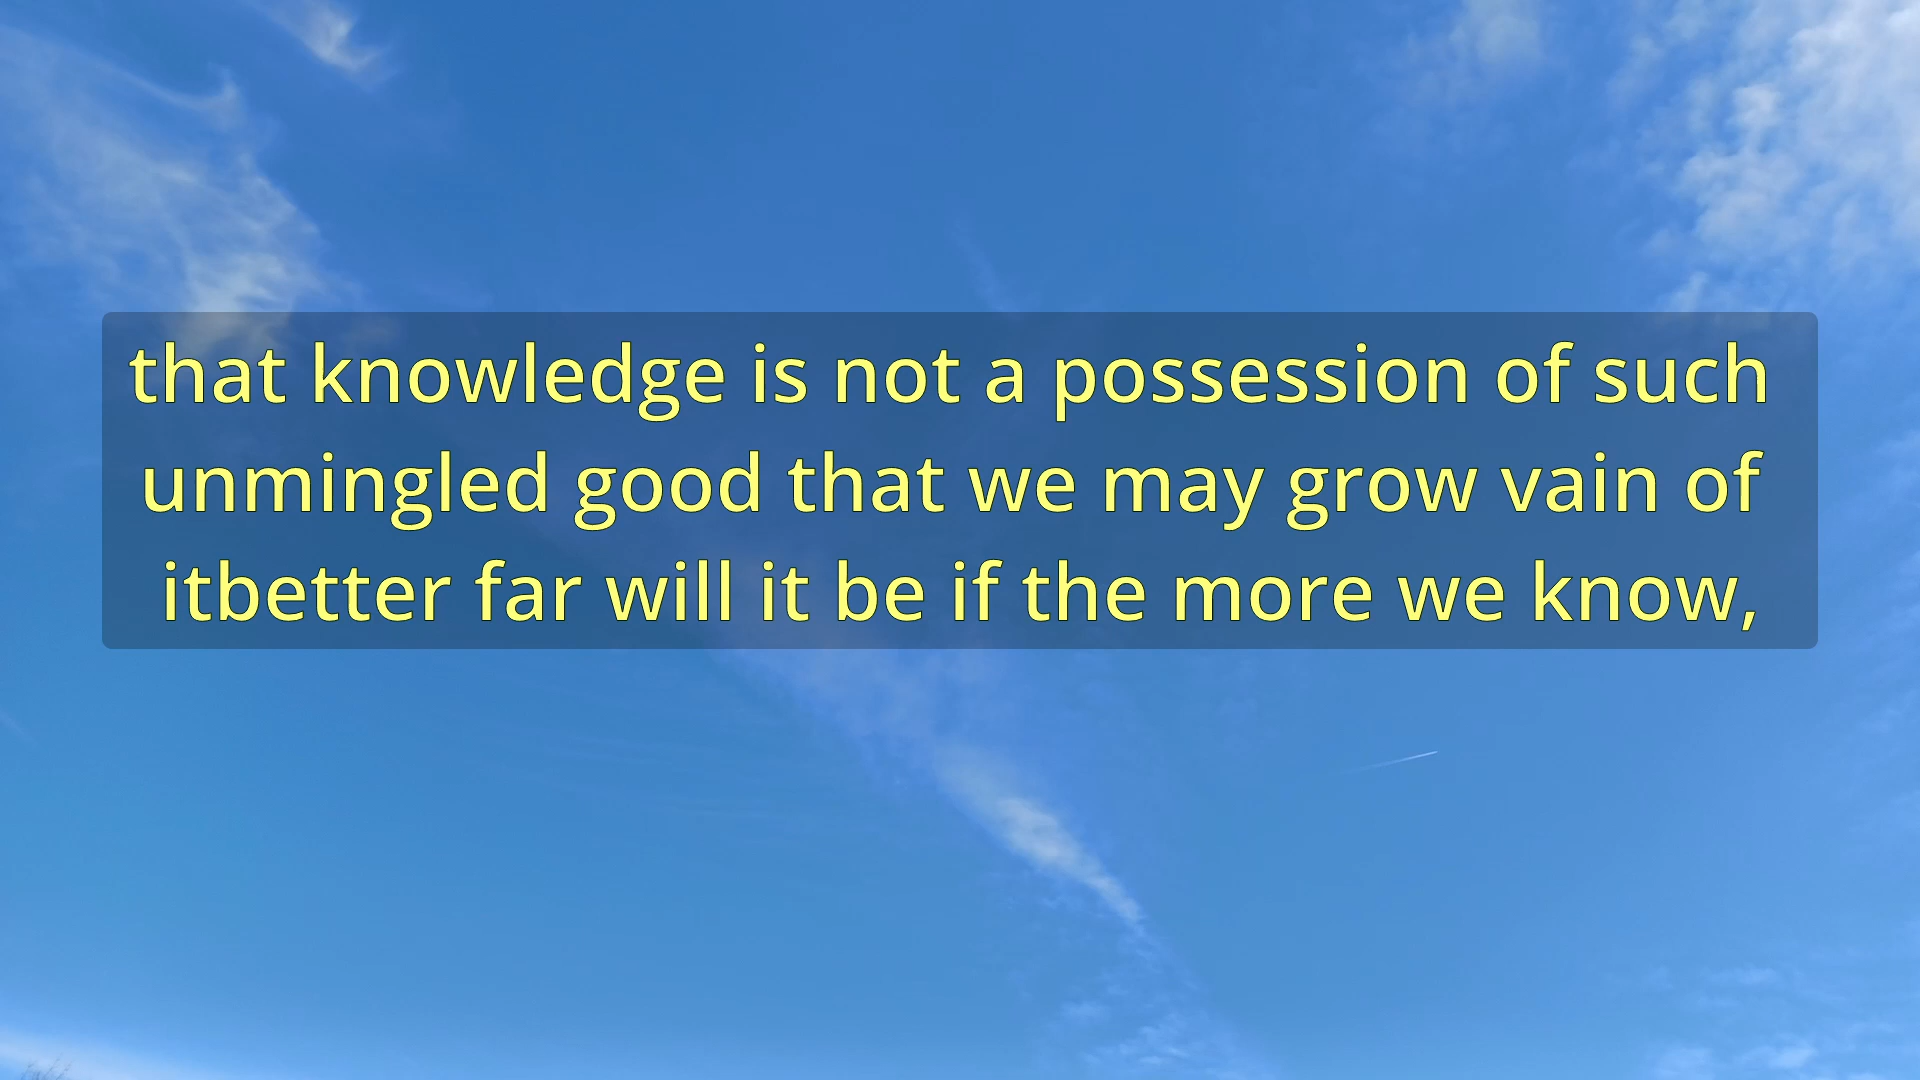 that knowledge is not a possession of such
unmingled good that we may grow vain of
itbetter far will it be if the more we know,